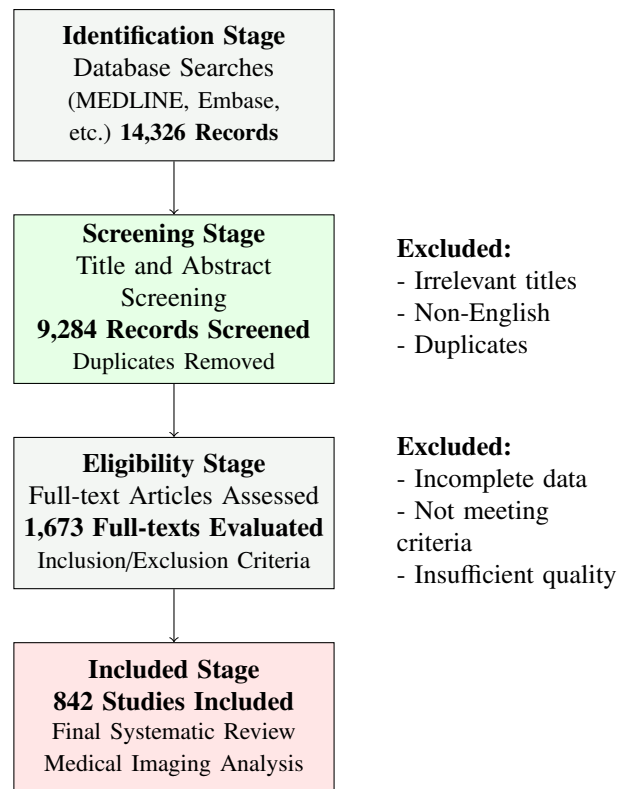 Identification Stage
Database Searches
(MEDLINE, Embase,
etc.) 14,326 Records
Screening Stage
Title and Abstract
Screening
9,284 Records Screened
Duplicates Removed
Excluded:
- Irrelevant titles
- Non-English
- Duplicates
Eligibility Stage
Full-text Articles Assessed
1,673 Full-texts Evaluated
Inclusion/Exclusion Criteria
Excluded:
- Incomplete data
- Not meeting
criteria
- Insufficient quality
Included Stage
842 Studies Included
Final Systematic Review
Medical Imaging Analysis